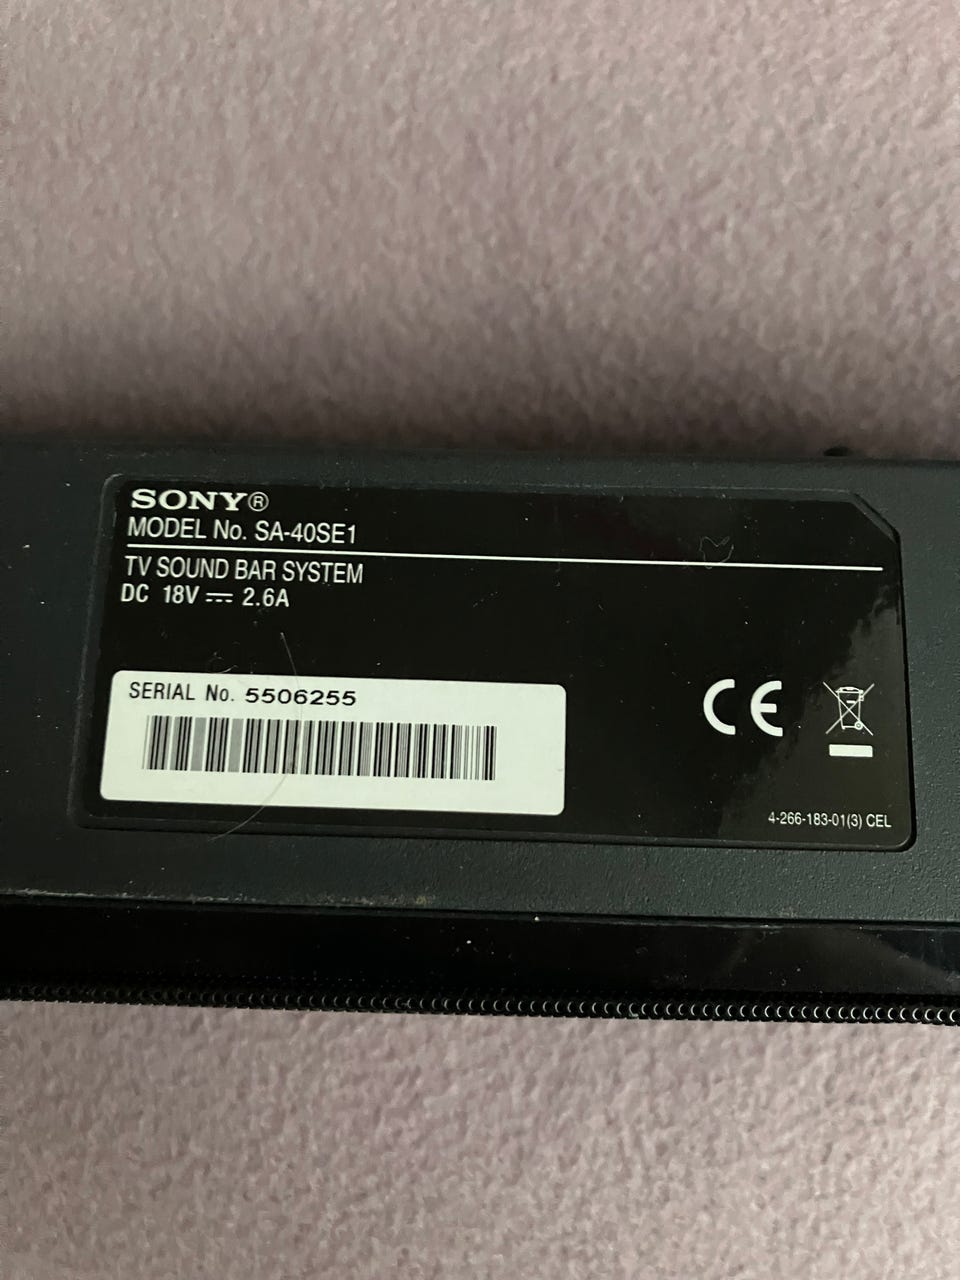 SONY®
MODEL No. SA-40SE1
TV SOUND BAR SYSTEM
DC 18V ⎓ 2.6A
SERIAL No. 5506255
CE
4-266-183-01(3) CEL